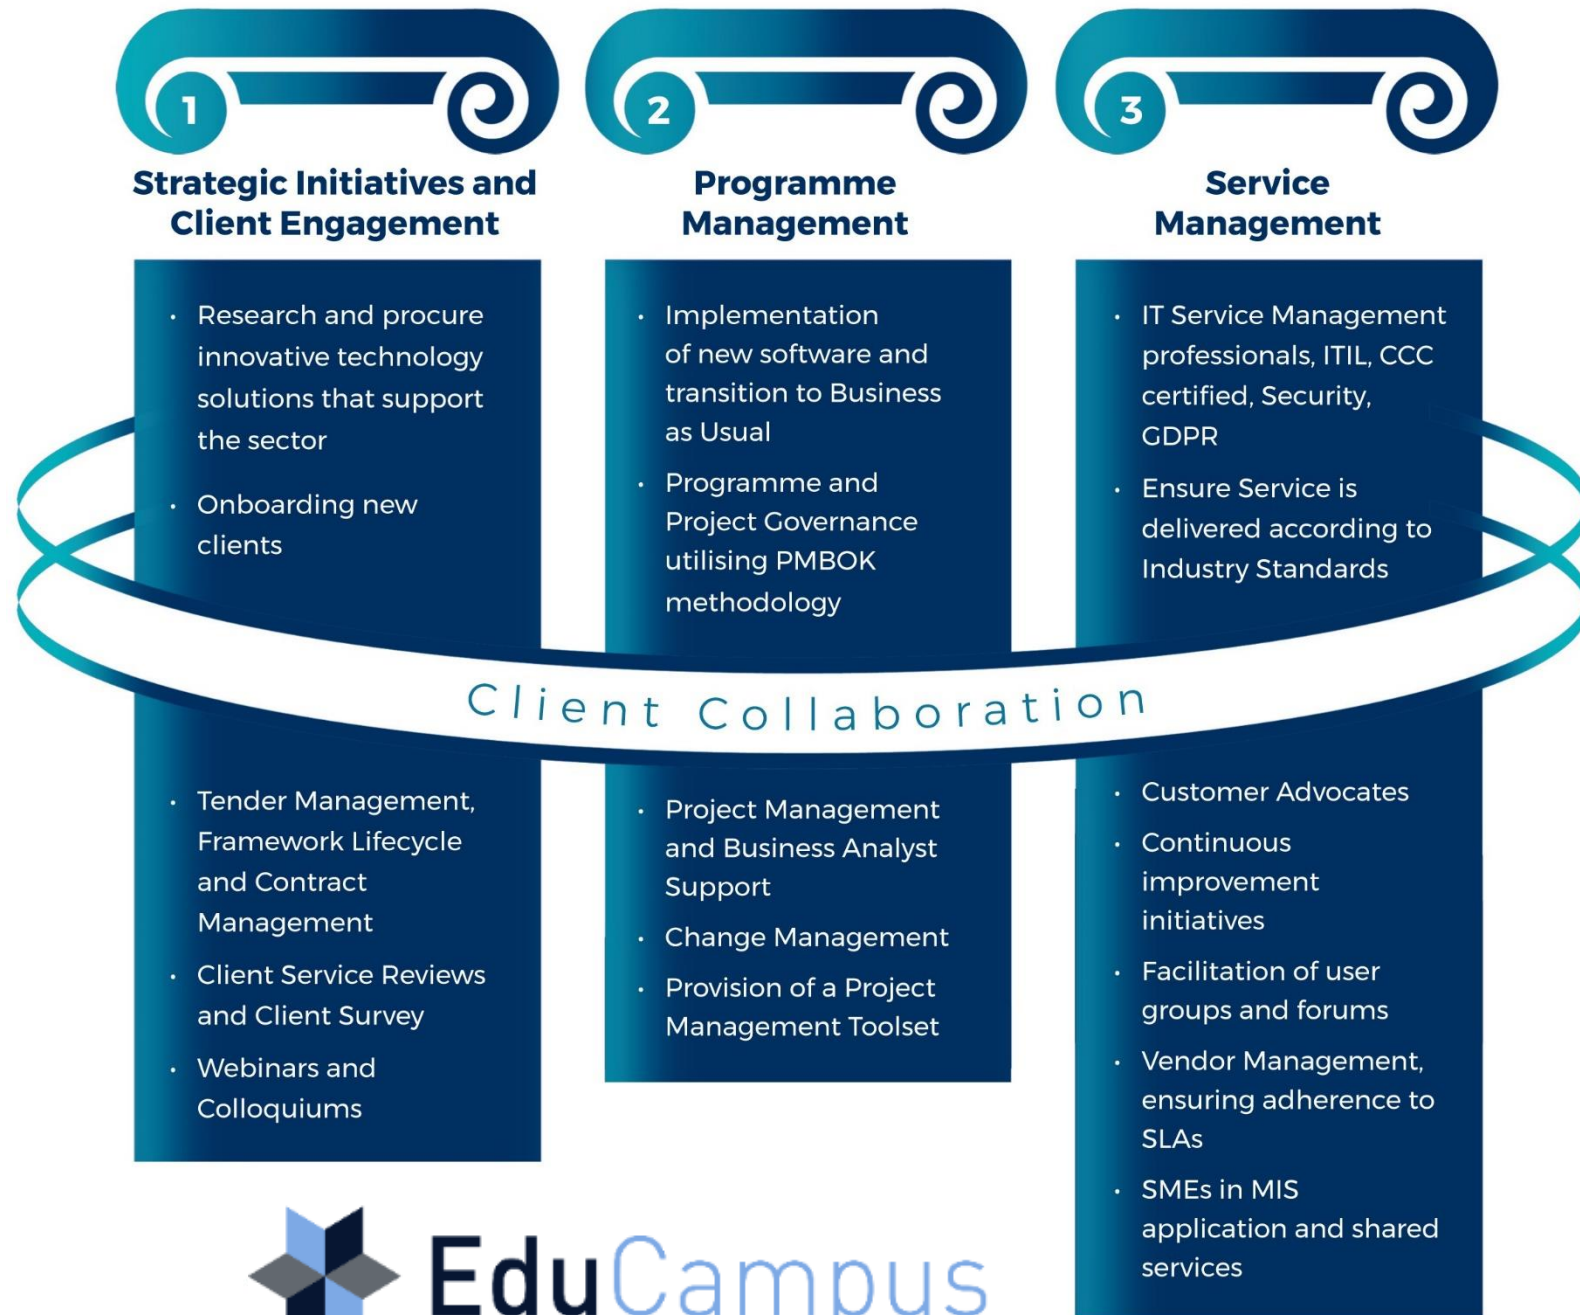 1
Strategic Initiatives and
Client Engagement
• Research and procure
innovative technology
solutions that support
the sector
• Onboarding new
clients
2
Programme
Management
• Implementation
of new software and
transition to Business
as Usual
• Programme and
Project Governance
utilising PMBOK
methodology
3
Service
Management
• IT Service Management
professionals, ITIL, CCC
certified, Security,
GDPR
• Ensure Service is
delivered according to
Industry Standards
Client Collaboration
• Tender Management,
Framework Lifecycle
and Contract
Management
• Client Service Reviews
and Client Survey
• Webinars and
Colloquiums
• Project Management
and Business Analyst
Support
• Change Management
• Provision of a Project
Management Toolset
• Customer Advocates
• Continuous
improvement
initiatives
• Facilitation of user
groups and forums
• Vendor Management,
ensuring adherence to
SLAs
• SMEs in MIS
application and shared
services
EduCampus